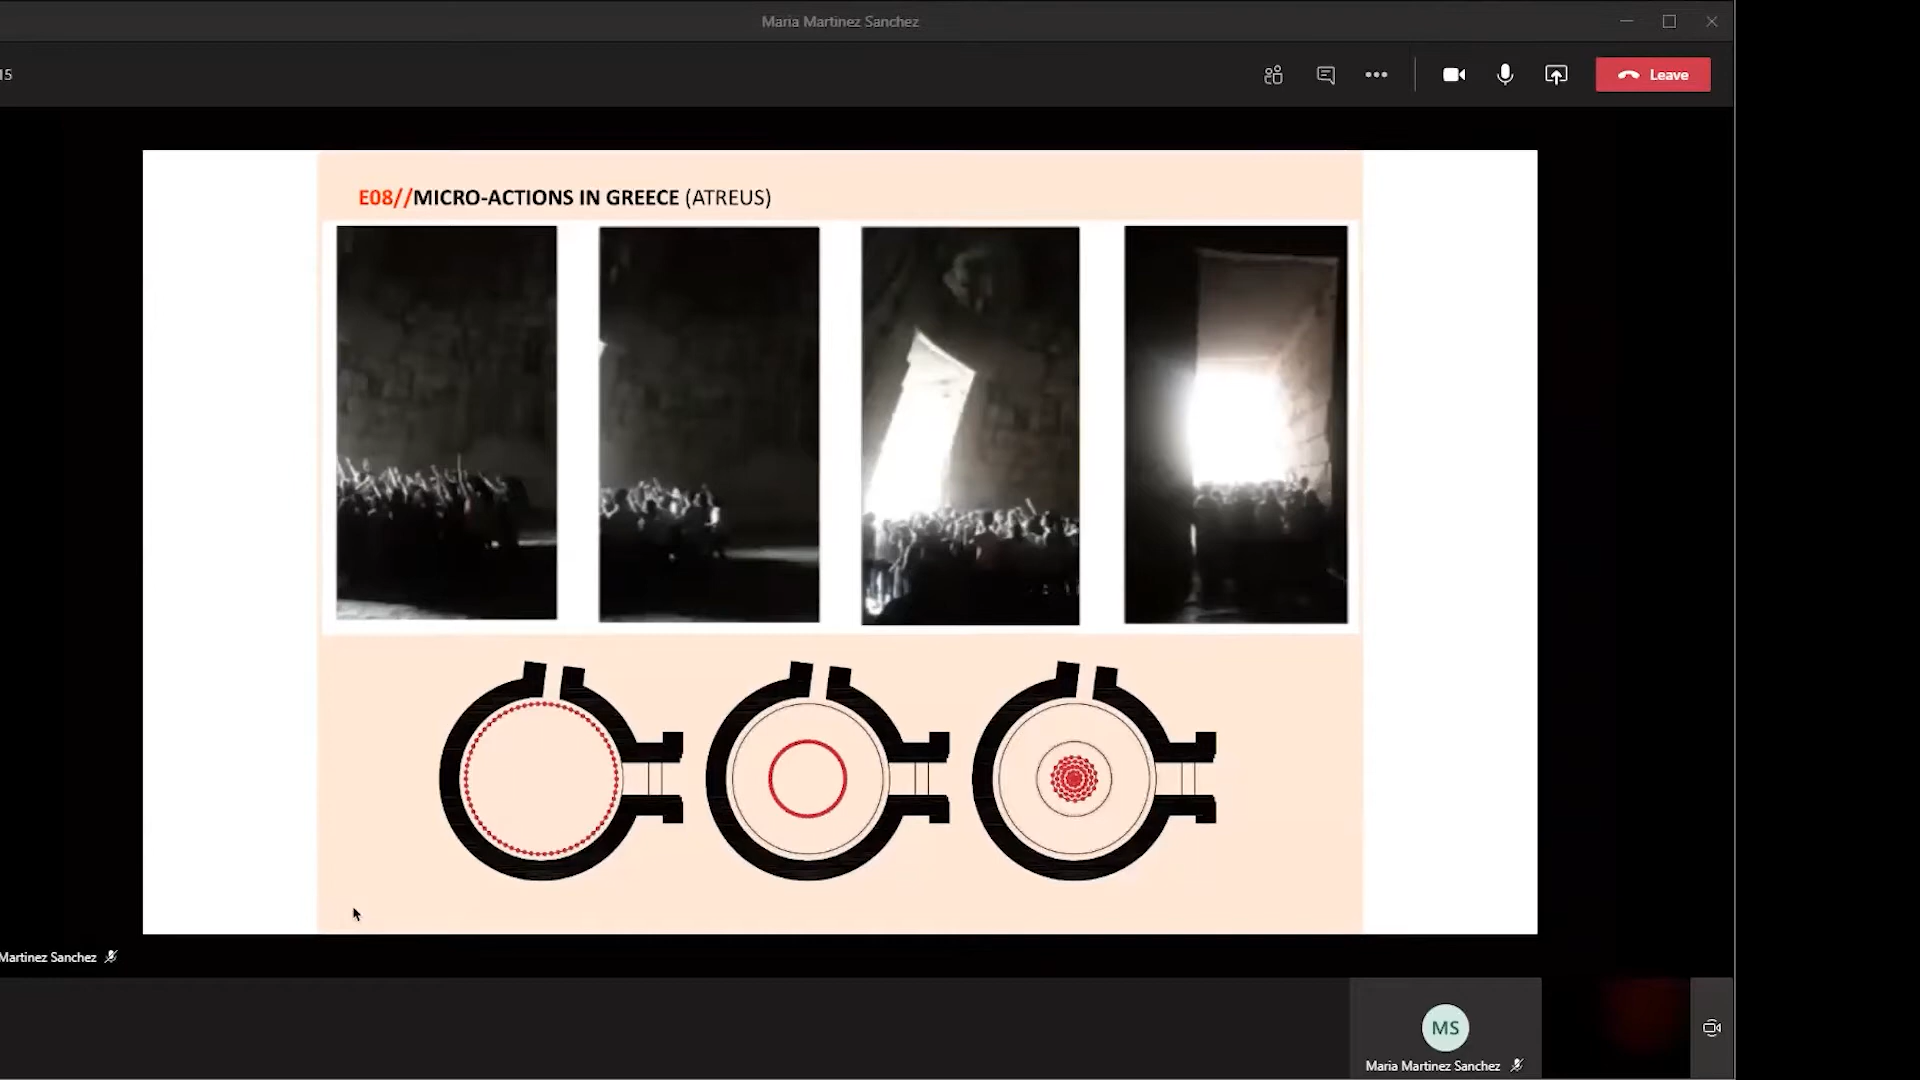 Maria Martinez Sanchez
15
Leave
E08//MICRO-ACTIONS IN GREECE (ATREUS)
Martinez Sanchez
MS
Maria Martinez Sanchez